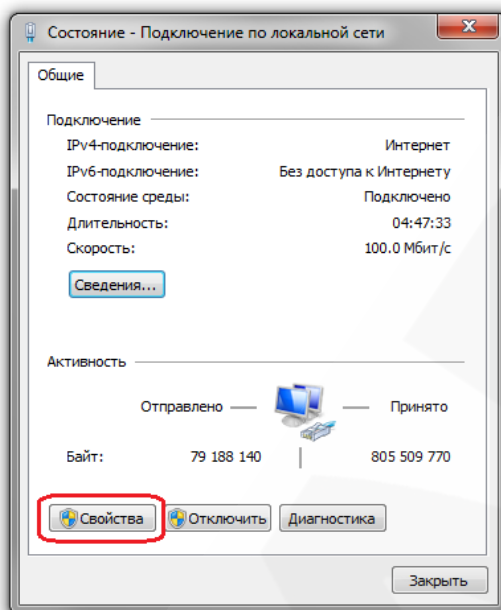 Состояние - Подключение по локальной сети
Общие
Подключение
IPv4-подключение: Интернет
IPv6-подключение: Без доступа к Интернету
Состояние среды: Подключено
Длительность: 04:47:33
Скорость: 100.0 Мбит/с
Сведения...
Активность
Отправлено — — Принято
Байт: 79 188 140 | 805 509 770
Свойства Отключить Диагностика
Закрыть